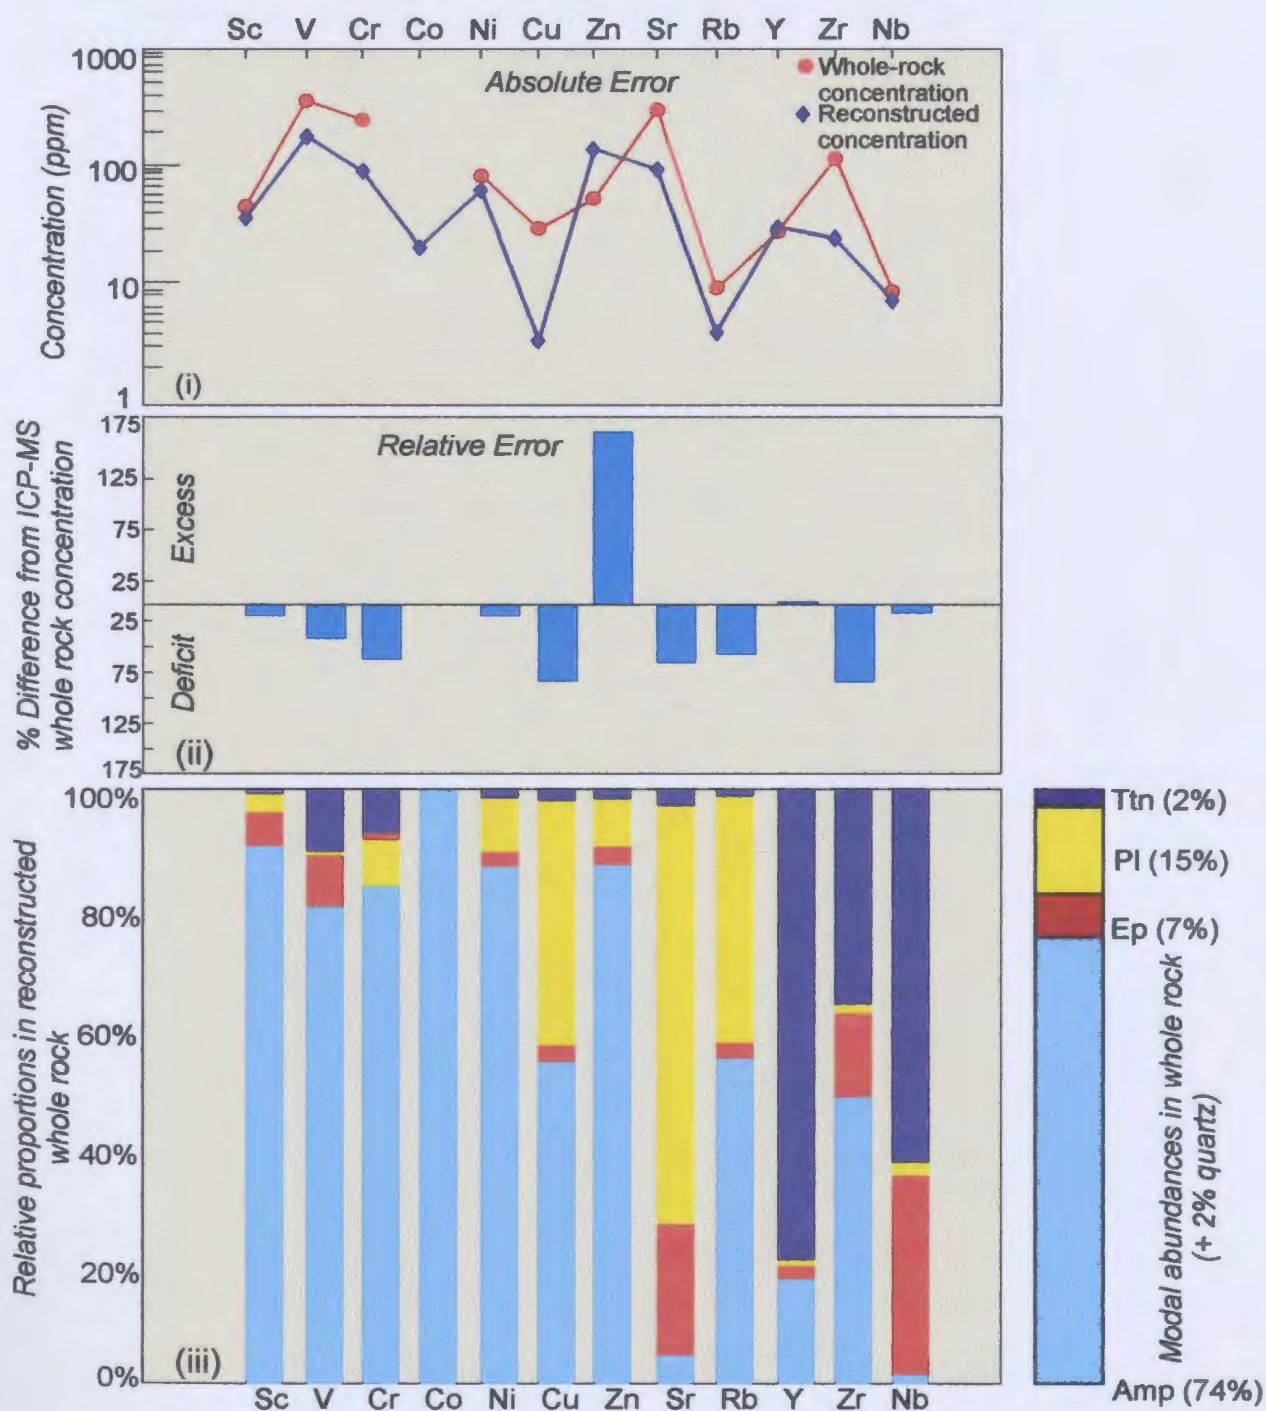 Sc V Cr Co Ni Cu Zn Sr Rb Y Zr Nb
1000
100
10
1
Concentration (ppm)
Absolute Error
Whole-rock
concentration
Reconstructed
concentration
(i)
% Difference from ICP-MS
whole rock concentration
175
125
75
25
25
75
125
175
Excess
Deficit
Relative Error
(ii)
Relative proportions in reconstructed
whole rock
100%
80%
60%
40%
20%
0%
(iii)
Sc V Cr Co Ni Cu Zn Sr Rb Y Zr Nb
Ttn (2%)
Pl (15%)
Ep (7%)
Modal abundances in whole rock
(+ 2% quartz)
Amp (74%)